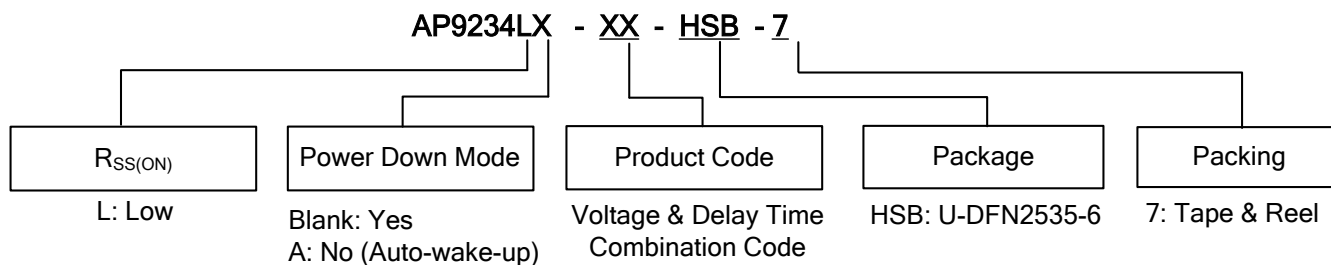 AP9234LX - XX - HSB - 7
RSS(ON)
Power Down Mode
Product Code
Package
Packing
L: Low
Blank: Yes
A: No (Auto-wake-up)
Voltage & Delay Time
Combination Code
HSB: U-DFN2535-6
7: Tape & Reel